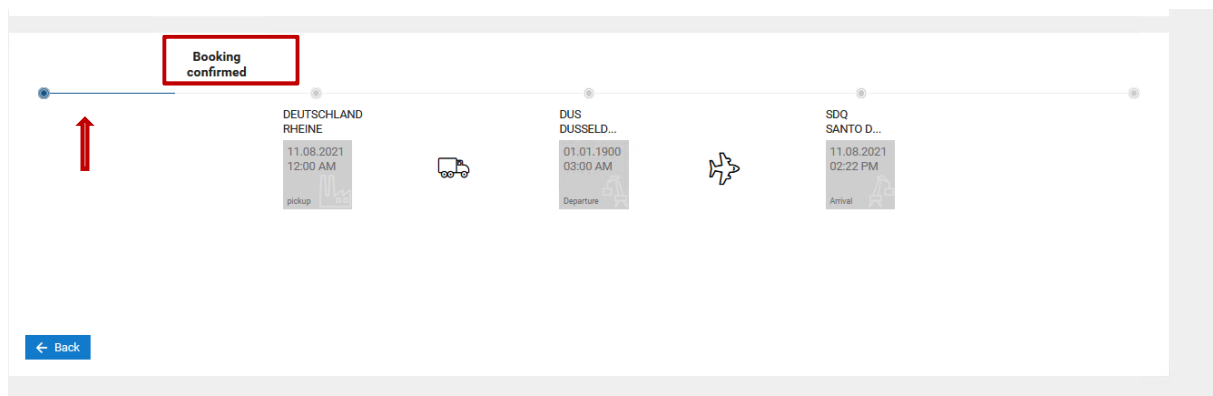 Booking
confirmed
DEUTSCHLAND
RHEINE
11.08.2021
12:00 AM
pickup
DUS
DUSSELD...
01.01.1900
03:00 AM
Departure
SDQ
SANTO D...
11.08.2021
02:22 PM
Arrival
Back